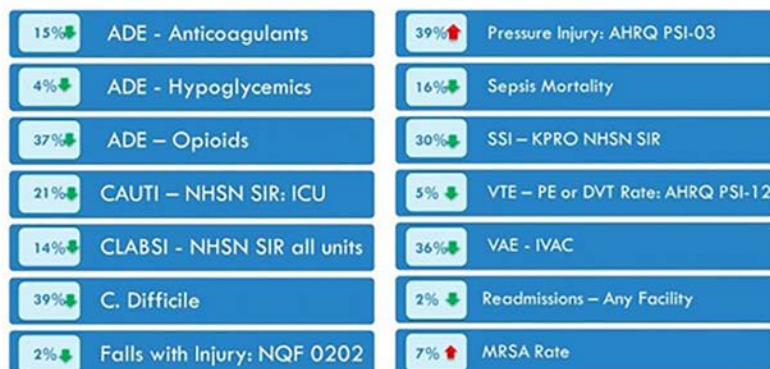 15% ADE - Anticoagulants
4% ADE - Hypoglycemics
37% ADE – Opioids
21% CAUTI – NHSN SIR: ICU
14% CLABSI - NHSN SIR all units
39% C. Difficile
2% Falls with Injury: NQF 0202
39% Pressure Injury: AHRQ PSI-03
16% Sepsis Mortality
30% SSI – KPRO NHSN SIR
5% VTE – PE or DVT Rate: AHRQ PSI-12
36% VAE - IVAC
2% Readmissions – Any Facility
7% MRSA Rate